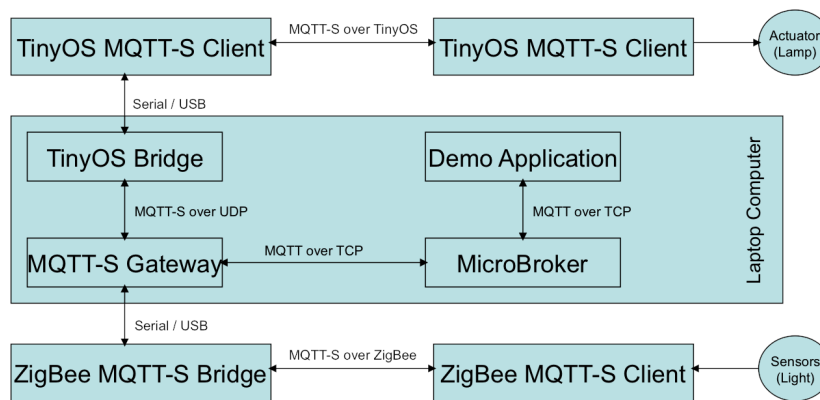 TinyOS MQTT-S Client
MQTT-S over TinyOS
TinyOS MQTT-S Client
Actuator
(Lamp)
Serial / USB
TinyOS Bridge
Demo Application
MQTT-S over UDP
MQTT over TCP
MQTT-S Gateway
MQTT over TCP
MicroBroker
Laptop Computer
Serial / USB
ZigBee MQTT-S Bridge
MQTT-S over ZigBee
ZigBee MQTT-S Client
Sensors
(Light)